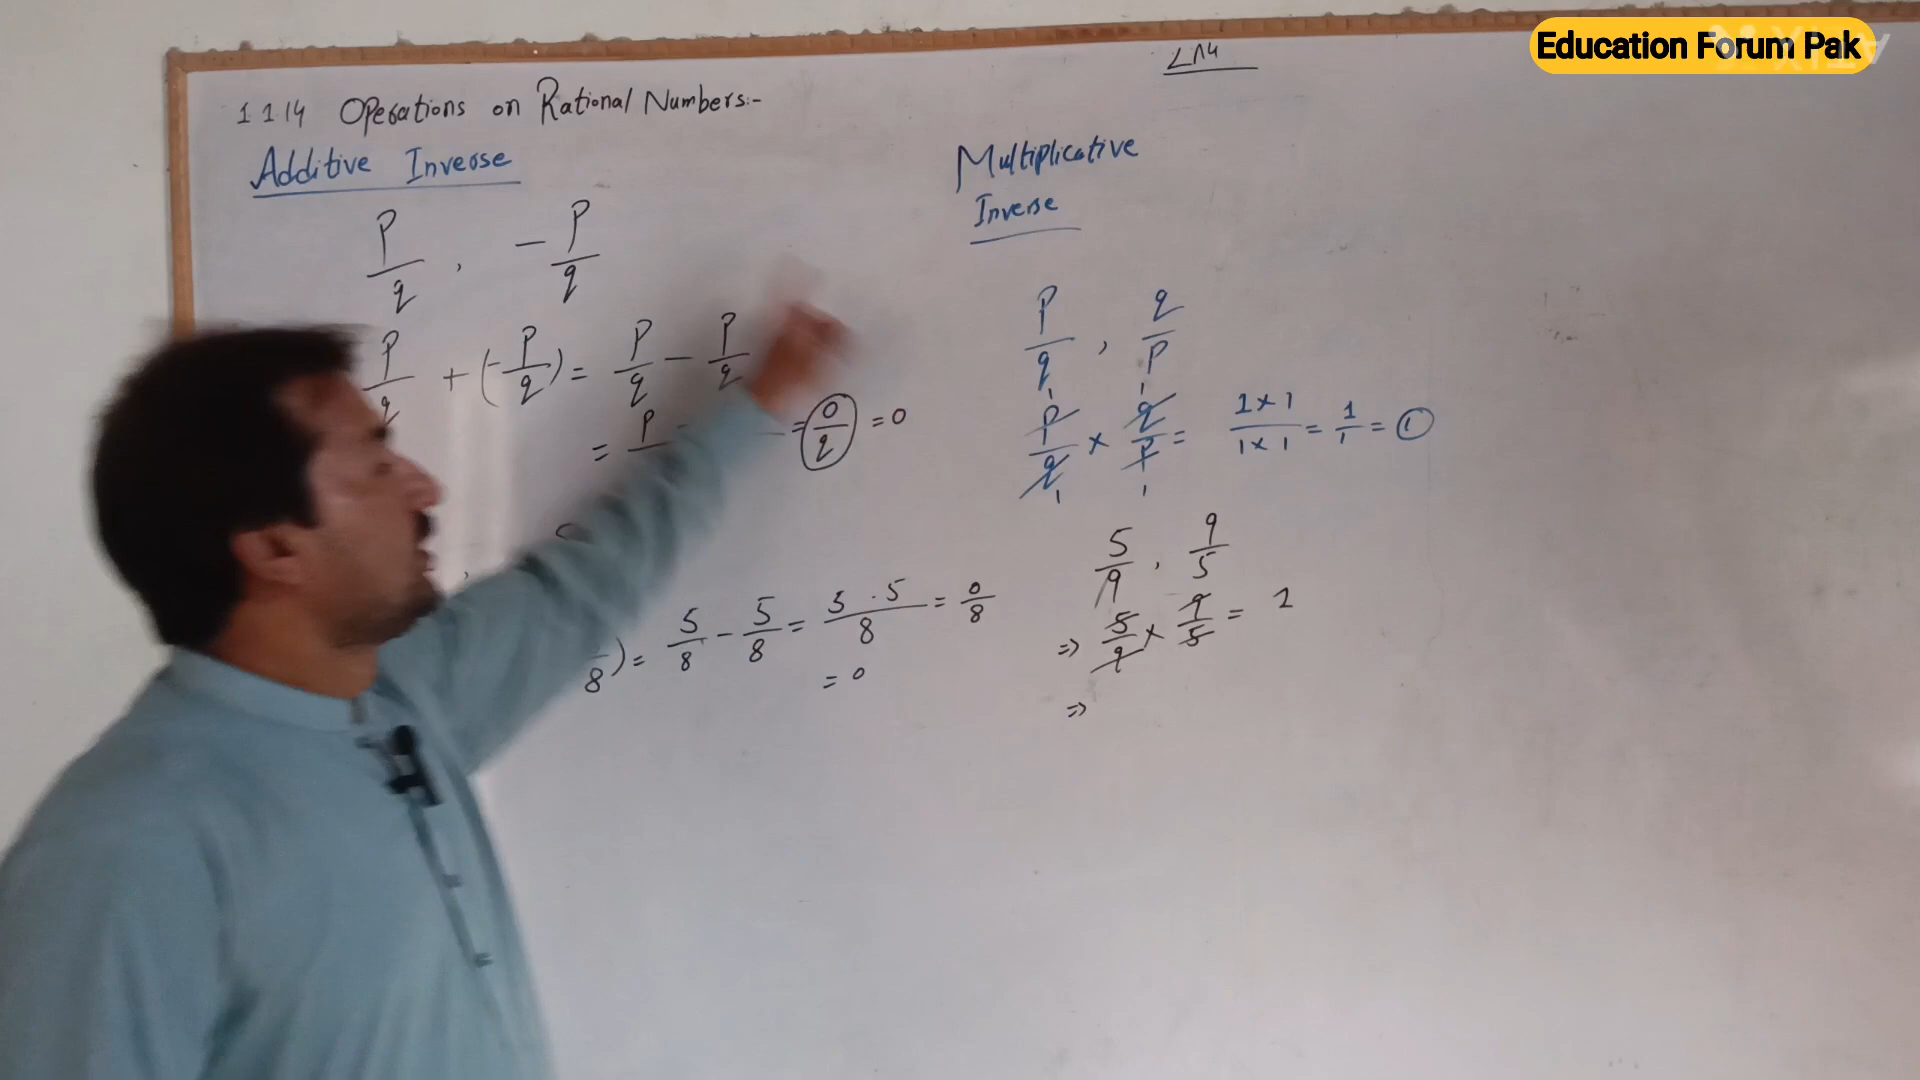 Education Forum Pak
L14
1.1.14 Operations on Rational Numbers:-
Additive Inverse
p/q , - p/q
p/q + (-p/q) = p/q - p/q
= p = 0/q = 0
8) = 5/8 - 5/8 = 5 - 5/8 = 0/8
= 0
Multiplicative
Inverse
p/q , q/p
p/q × q/p = 1×1/1×1 = 1/1 = 1
5/9 , 9/5
=> 5/9 × 9/5 = 1
=>